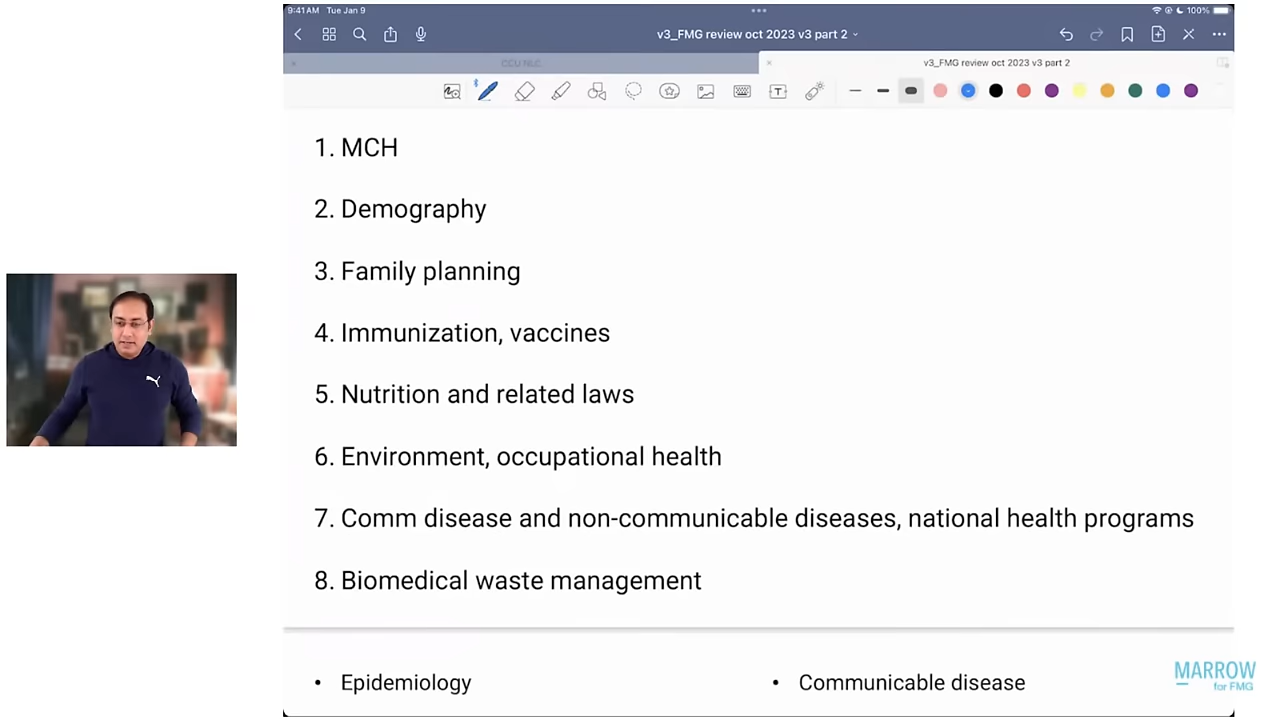 9:41AM Tue Jan 9
100%
v3_FMG review oct 2023 v3 part 2
CCU NLC
v3_FMG review oct 2023 v3 part 2
T
1. MCH
2. Demography
3. Family planning
4. Immunization, vaccines
5. Nutrition and related laws
6. Environment, occupational health
7. Comm disease and non-communicable diseases, national health programs
8. Biomedical waste management
• Epidemiology
• Communicable disease
MARROW
for FMG